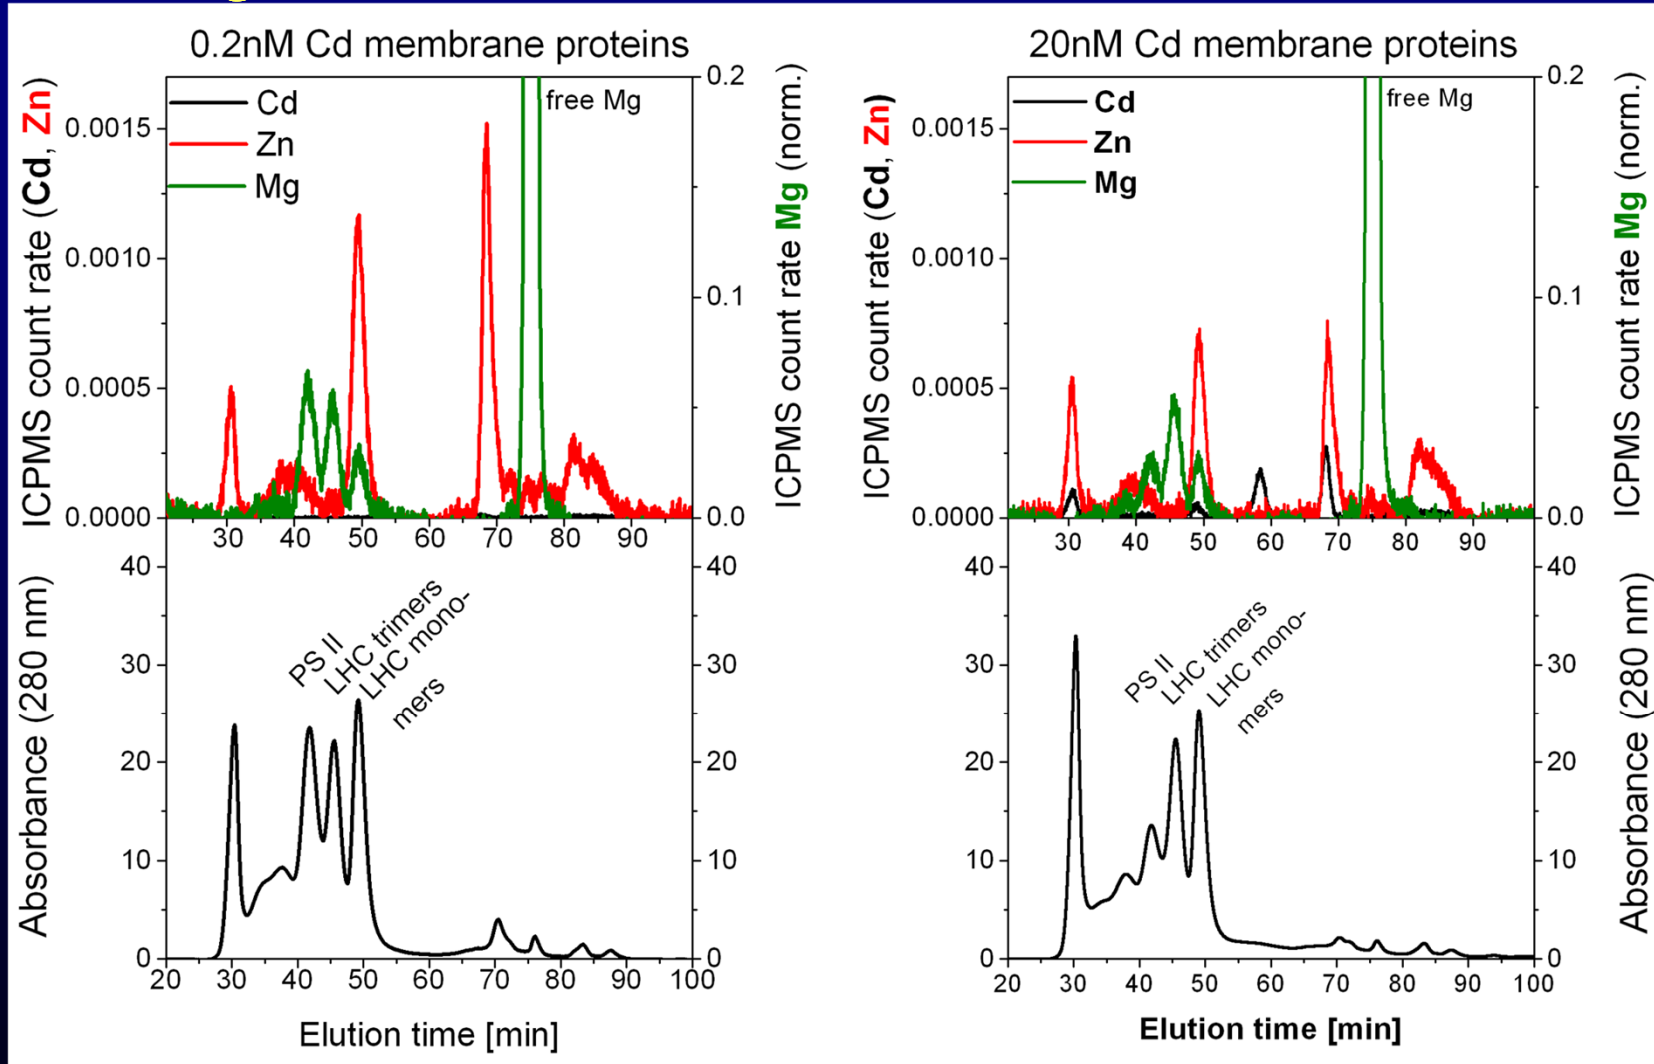 0.2nM Cd membrane proteins
ICPMS count rate (Cd, Zn)
0.0015
0.0010
0.0005
0.0000
Cd
Zn
Mg
free Mg
0.2
0.1
0.0
ICPMS count rate Mg (norm.)
30 40 50 60 70 80 90
Absorbance (280 nm)
40
30
20
10
0
PS II
LHC trimers
LHC mono-
mers
40
30
20
10
0
20 30 40 50 60 70 80 90 100
Elution time [min]
20nM Cd membrane proteins
ICPMS count rate (Cd, Zn)
0.0015
0.0010
0.0005
0.0000
Cd
Zn
Mg
free Mg
0.2
0.1
0.0
ICPMS count rate Mg (norm.)
30 40 50 60 70 80 90
40
30
20
10
0
PS II
LHC trimers
LHC mono-
mers
40
30
20
10
0
Absorbance (280 nm)
20 30 40 50 60 70 80 90 100
Elution time [min]